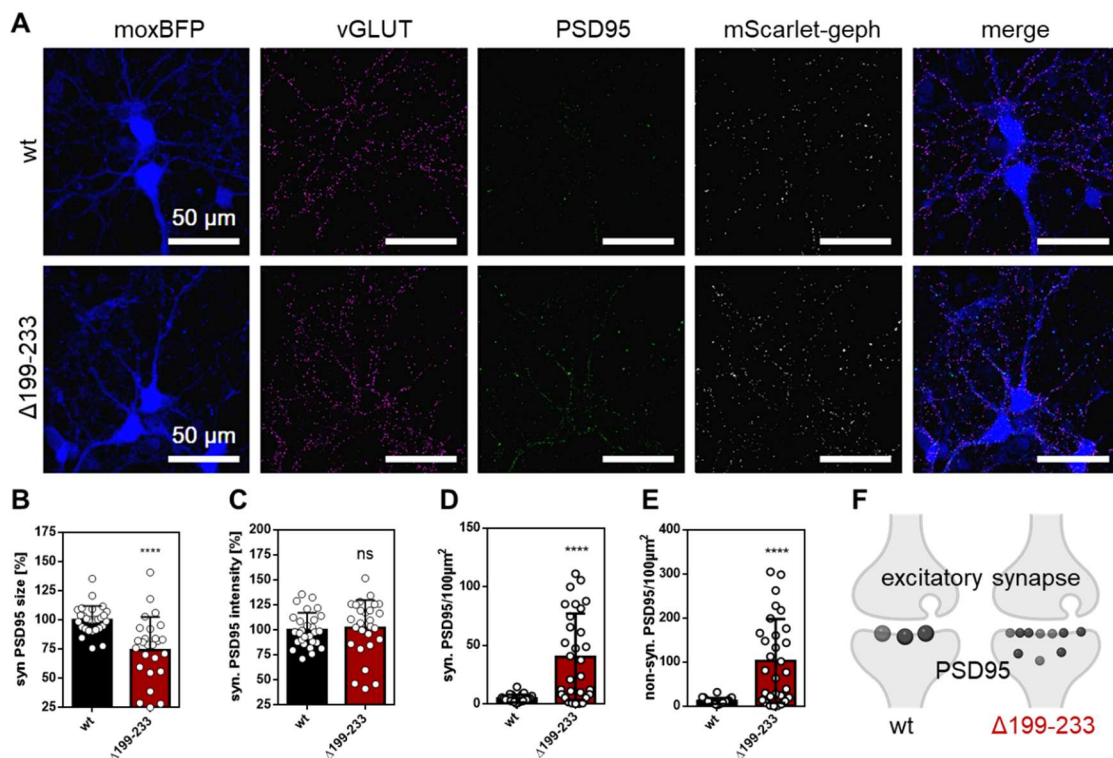 A
moxBFP
vGLUT
PSD95
mScarlet-geph
merge
wt
50 µm
Δ199-233
50 µm
B
syn PSD95 size [%]
175
150
125
100
75
50
25
****
wt
Δ199-233
C
syn. PSD95 intensity [%]
200
175
150
125
100
75
50
25
ns
wt
Δ199-233
D
syn. PSD95/100µm²
150
100
50
0
****
wt
Δ199-233
E
non-syn. PSD95/100µm²
400
300
200
100
0
****
wt
Δ199-233
F
excitatory synapse
PSD95
wt
Δ199-233